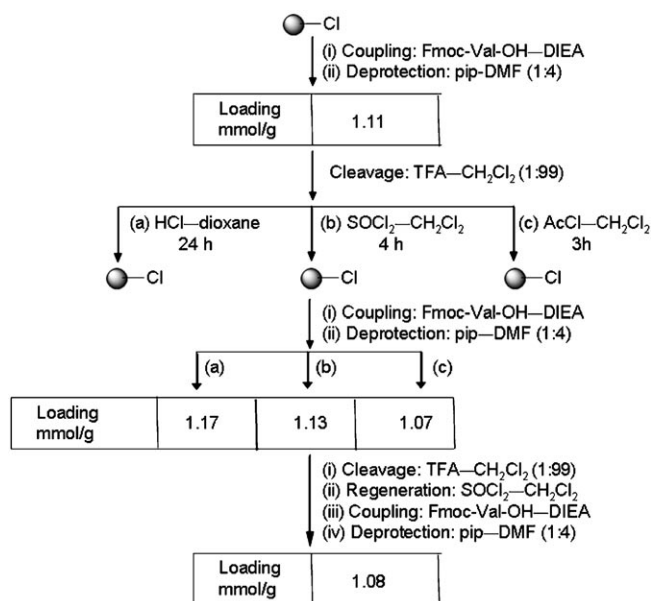 Cl
(i) Coupling: Fmoc-Val-OH—DIEA
(ii) Deprotection: pip-DMF (1:4)
Loading
mmol/g
1.11
Cleavage: TFA—CH₂Cl₂ (1:99)
(a) HCl—dioxane
24 h
(b) SOCl₂—CH₂Cl₂
4 h
(c) AcCl—CH₂Cl₂
3h
Cl
Cl
Cl
(i) Coupling: Fmoc-Val-OH—DIEA
(ii) Deprotection: pip—DMF (1:4)
(a)
(b)
(c)
Loading
mmol/g
1.17
1.13
1.07
(i) Cleavage: TFA—CH₂Cl₂ (1:99)
(ii) Regeneration: SOCl₂—CH₂Cl₂
(iii) Coupling: Fmoc-Val-OH—DIEA
(iv) Deprotection: pip—DMF (1:4)
Loading
mmol/g
1.08